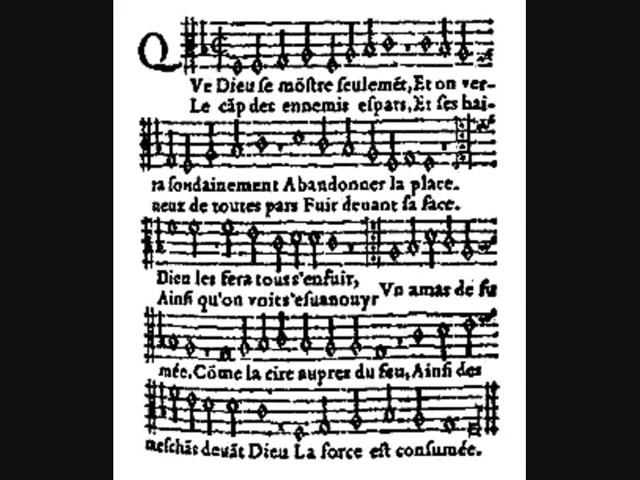 QVe Dieu se mõstre seulemẽt, Et on ver-
Le cãp des ennemis espars, Et ses hai-
ra soudainement Abandonner la place.
neux de toutes pars Fuir deuant sa face.
Dieu les fera tous s'enfuir,
Ainsi qu'on voit s'esuanouyr Vn amas de fu
mée. Cõme la cire aupres du feu, Ainsi des
meschãs deuãt Dieu La force est consumée.